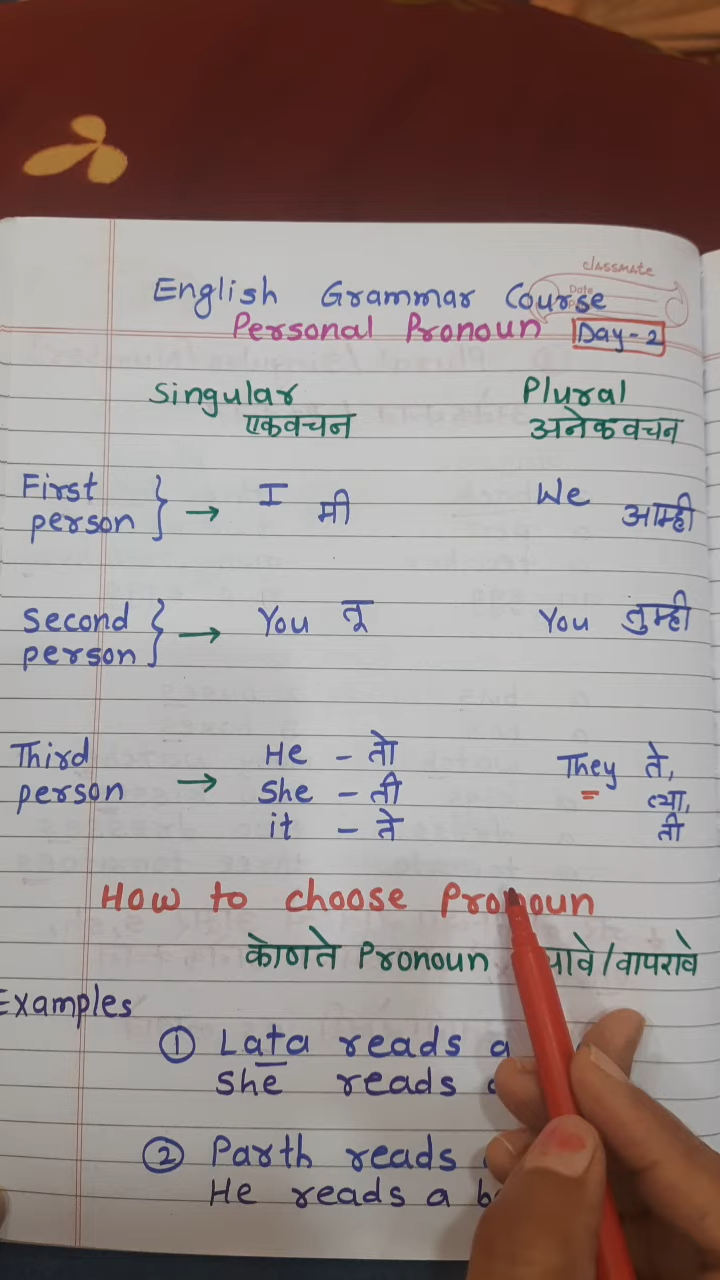 classmate
Date
English Grammar Course
Personal Pronoun Day-2
Singular Plural
एकवचन अनेकवचन
First person } → I मी We आम्ही
Second person } → You तू You तुम्ही
Third person → He - तो They ते,
She - ती त्या,
it - ते ती
How to choose Pronoun
कोणते Pronoun /वापरावे
Examples
① Lata reads a
She reads
② Parth reads
He reads a